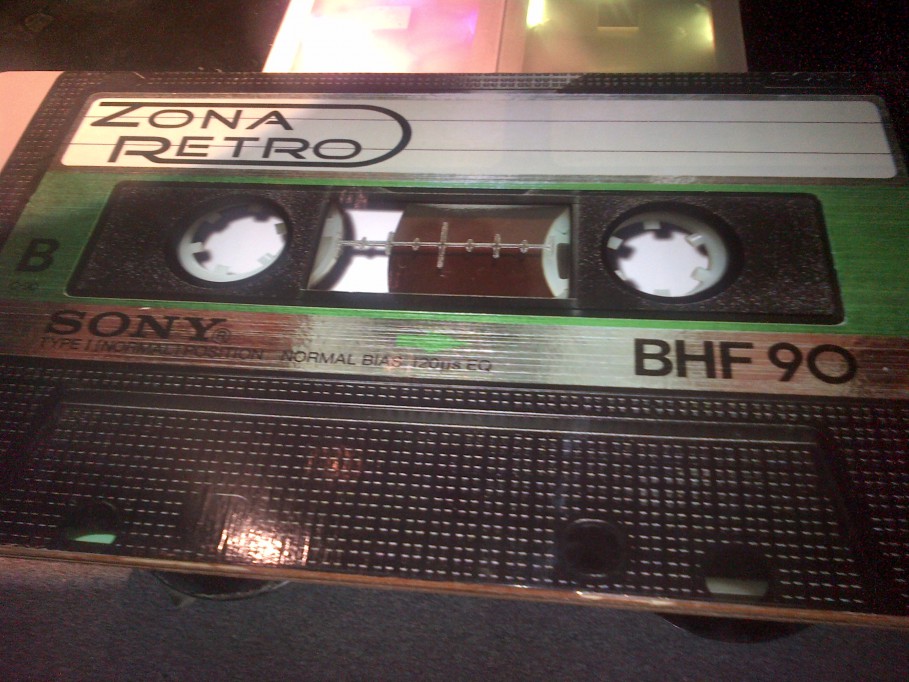 ZONA
RETRO
B
SONY®
TYPE I (NORMAL) POSITION NORMAL BIAS 120µs EQ
BHF 90